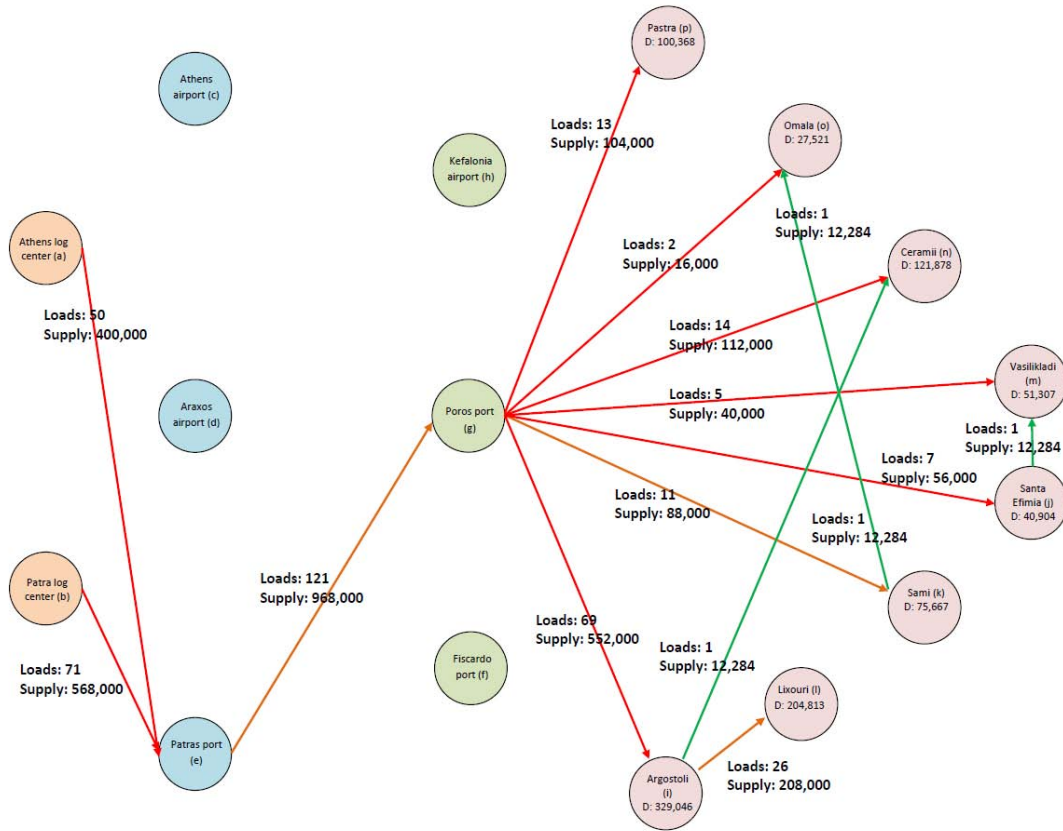 Pastra (p)
D: 100,368
Athens
airport (c)
Loads: 13
Supply: 104,000
Omala (o)
D: 27,521
Kefalonia
airport (h)
Loads: 1
Supply: 12,284
Athens log
center (a)
Loads: 2
Supply: 16,000
Ceramii (n)
D: 121,878
Loads: 50
Supply: 400,000
Loads: 14
Supply: 112,000
Vasilikladi
(m)
D: 51,307
Araxos
airport (d)
Poros port
(g)
Loads: 5
Supply: 40,000
Loads: 1
Supply: 12,284
Loads: 7
Supply: 56,000
Santa
Efimia (j)
D: 40,904
Loads: 11
Supply: 88,000
Loads: 1
Supply: 12,284
Patra log
center (b)
Loads: 121
Supply: 968,000
Sami (k)
D: 75,667
Loads: 69
Supply: 552,000
Loads: 71
Supply: 568,000
Fiscardo
port (f)
Loads: 1
Supply: 12,284
Lixouri (l)
D: 204,813
Patras port
(e)
Argostoli
(i)
D: 329,046
Loads: 26
Supply: 208,000